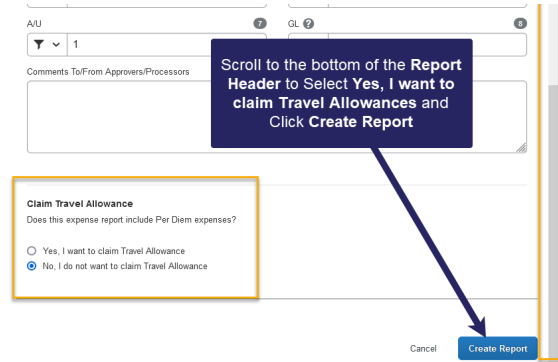 A/U 7 GL ? 8
1
Comments To/From Approvers/Processors
Scroll to the bottom of the Report
Header to Select Yes, I want to
claim Travel Allowances and
Click Create Report
Claim Travel Allowance
Does this expense report include Per Diem expenses?
Yes, I want to claim Travel Allowance
No, I do not want to claim Travel Allowance
Cancel Create Report